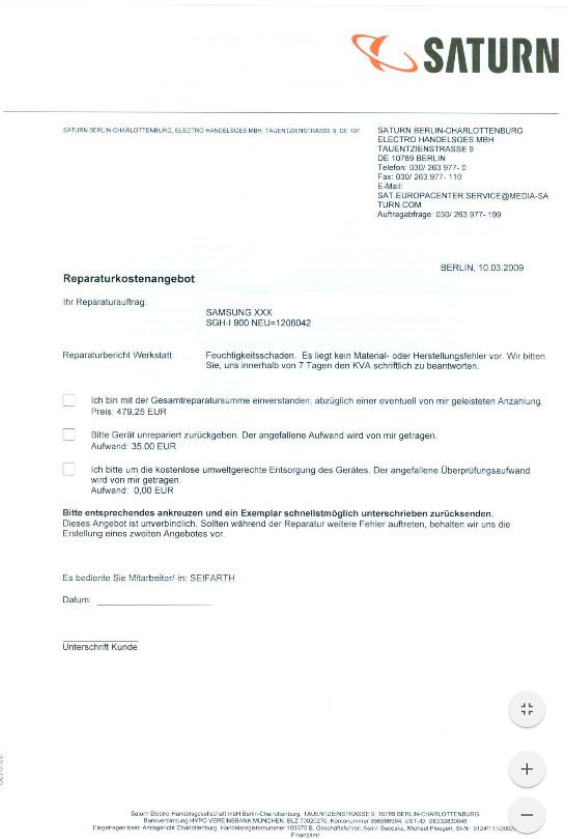 SATURN
SATURN BERLIN-CHARLOTTENBURG, ELECTRO HANDELSGES MBH, TAUENTZIENSTRASSE 9 DE 107
SATURN BERLIN-CHARLOTTENBURG
ELECTRO HANDELSGES MBH
TAUENTZIENSTRASSE 9
DE 10789 BERLIN
Telefon: 030/ 263 977- 0
Fax: 030/ 263 977- 110
E-Mail:
SAT.EUROPACENTER.SERVICE@MEDIA-SA
TURN.COM
Auftragabfrage: 030/ 263 977- 199
BERLIN, 10.03.2009
Reparaturkostenangebot
Ihr Reparaturauftrag:
SAMSUNG XXX
SGH-I 900 NEU=1206042
Reparaturbericht Werkstatt
Feuchtigkeitsschaden. Es liegt kein Material- oder Herstellungsfehler vor. Wir bitten
Sie, uns innerhalb von 7 Tagen den KVA schriftlich zu beantworten.
Ich bin mit der Gesamtreparatursumme einverstanden; abzüglich einer eventuell von mir geleisteten Anzahlung.
Preis: 479,25 EUR
Bitte Gerät unrepariert zurückgeben. Der angefallene Aufwand wird von mir getragen.
Aufwand: 35,00 EUR
Ich bitte um die kostenlose umweltgerechte Entsorgung des Gerätes. Der angefallene Überprüfungsaufwand
wird von mir getragen.
Aufwand: 0,00 EUR
Bitte entsprechendes ankreuzen und ein Exemplar schnellstmöglich unterschrieben zurücksenden.
Dieses Angebot ist unverbindlich. Sollten während der Reparatur weitere Fehler auftreten, behalten wir uns die
Erstellung eines zweiten Angebotes vor.
Es bediente Sie Mitarbeiter/ in: SEIFARTH
Datum:
Unterschrift Kunde
Saturn Electro-Handelsgesellschaft mbH Berlin-Charlottenburg, TAUENTZIENSTRASSE 9, 10789 BERLIN-CHARLOTTENBURG
Bankverbindung HYPO VEREINSBANK MÜNCHEN, BLZ 70020270, Kontonummer UST-ID:
Eingetragen beim Amtsgericht Charlottenburg, Handelsregisternummer Geschäftsführer: Michael
Finanzamt